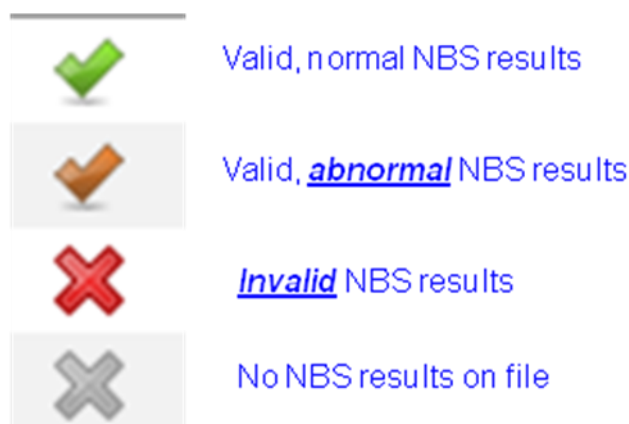 Valid, normal NBS results
Valid, abnormal NBS results
Invalid NBS results
No NBS results on file